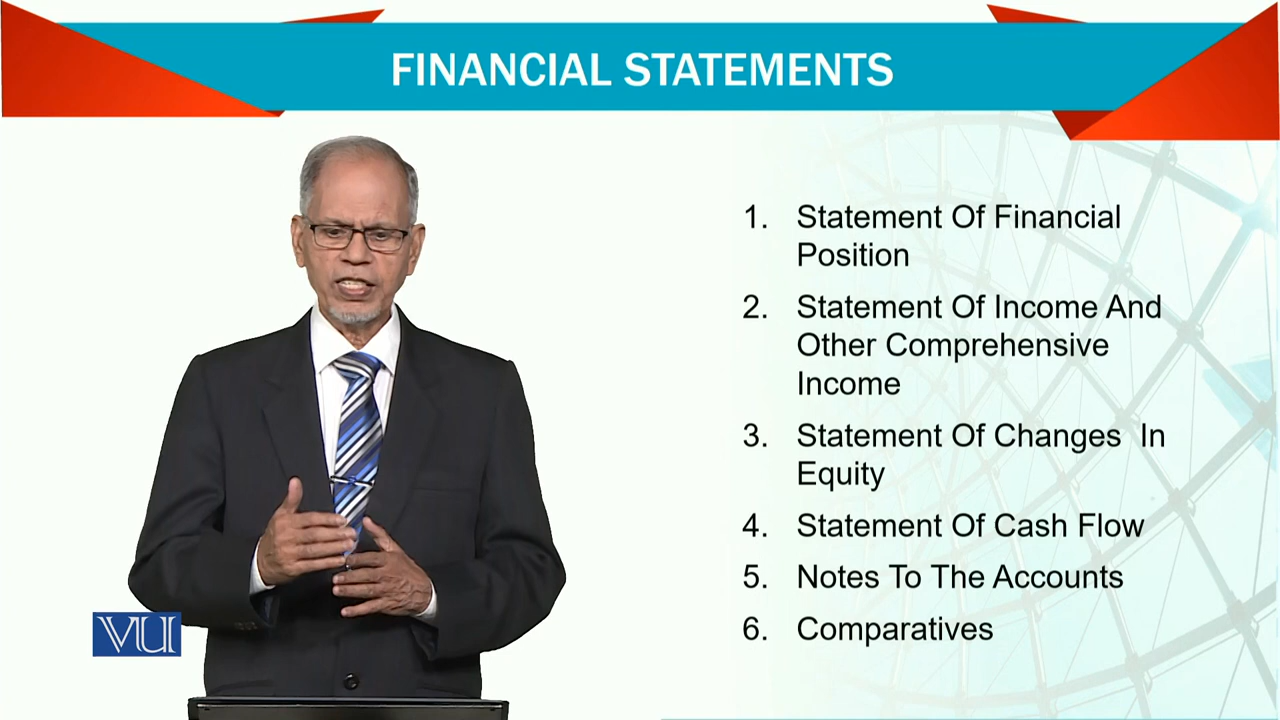 FINANCIAL STATEMENTS
1. Statement Of Financial
Position
2. Statement Of Income And
Other Comprehensive
Income
3. Statement Of Changes In
Equity
4. Statement Of Cash Flow
5. Notes To The Accounts
6. Comparatives
VU